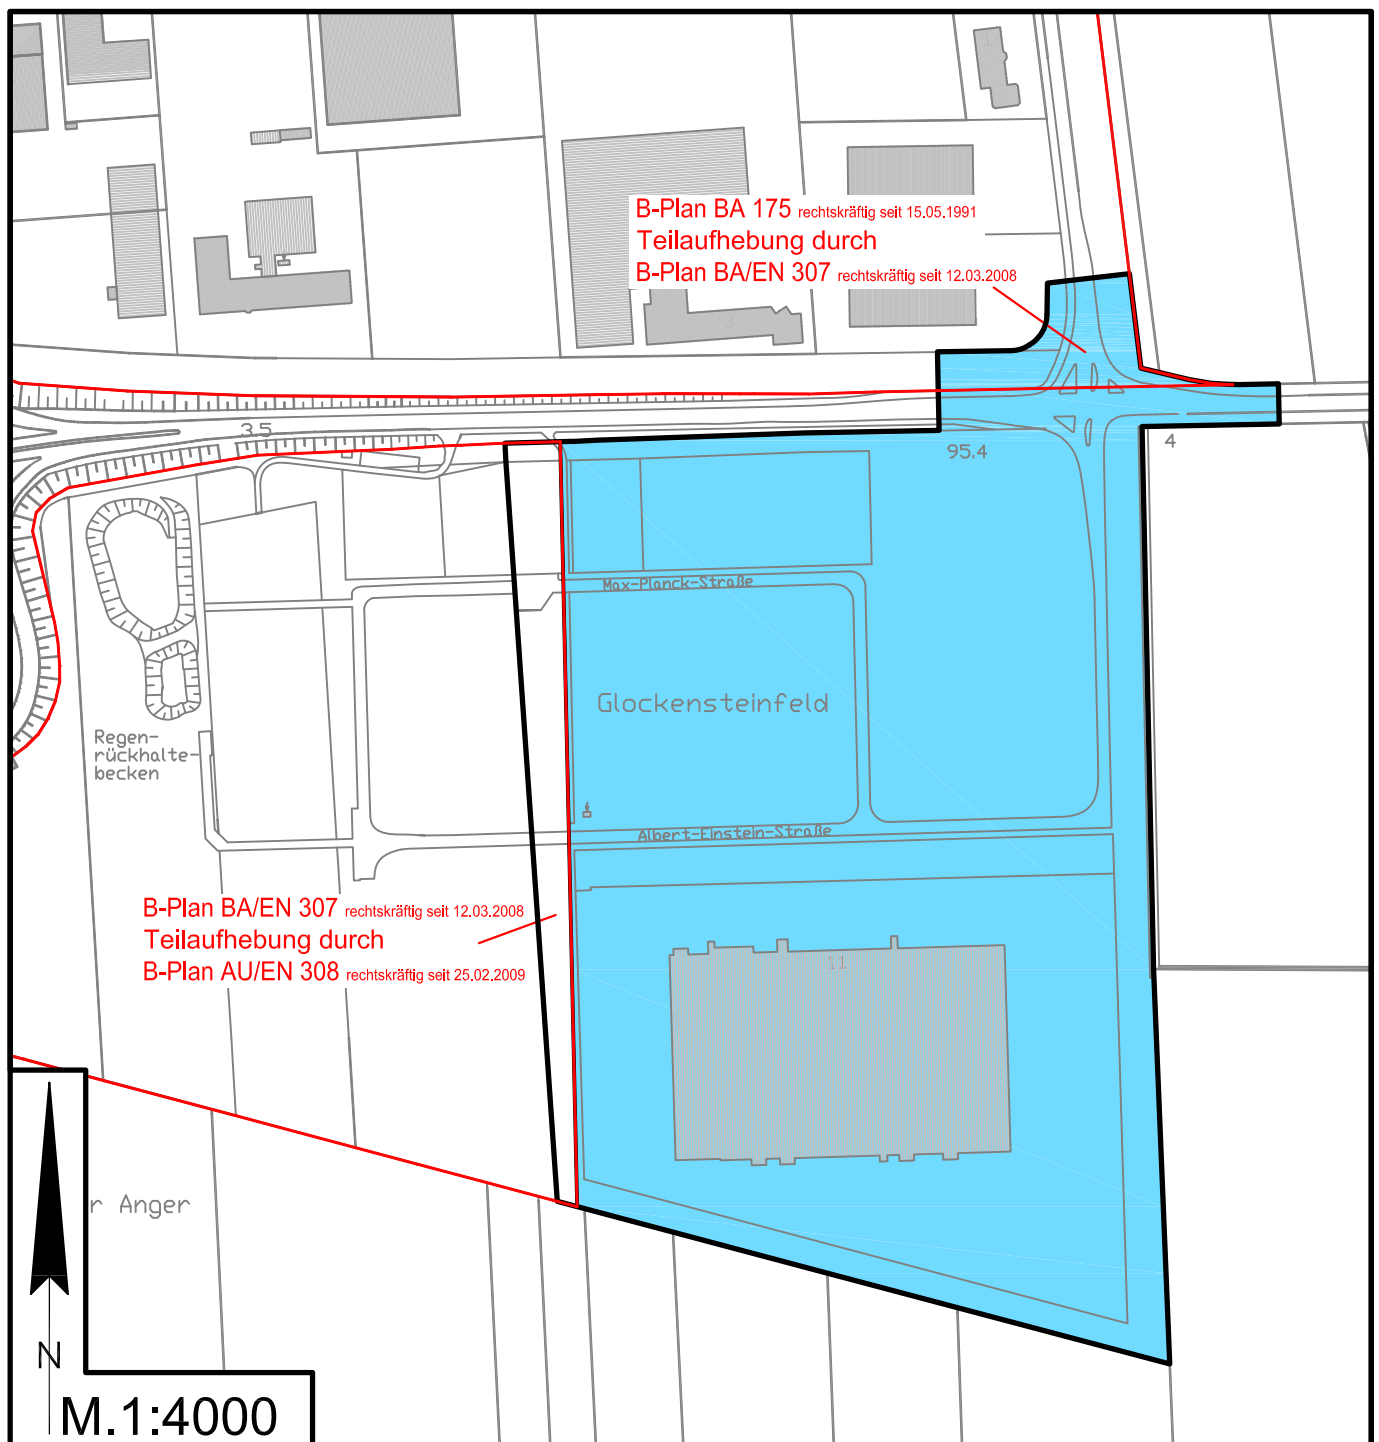 B-Plan BA 175 rechtskräftig seit 15.05.1991
Teilaufhebung durch
B-Plan BA/EN 307 rechtskräftig seit 12.03.2008
3.5
95.4
4
Max-Planck-Straße
Glockensteinfeld
Regen-
rückhalte-
becken
Albert-Einstein-Straße
B-Plan BA/EN 307 rechtskräftig seit 12.03.2008
Teilaufhebung durch
B-Plan AU/EN 308 rechtskräftig seit 25.02.2009
11
r Anger
N
M.1:4000